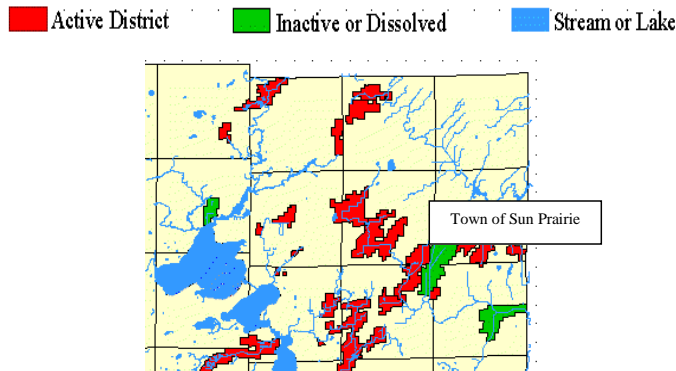 Active District
Inactive or Dissolved
Stream or Lake
Town of Sun Prairie